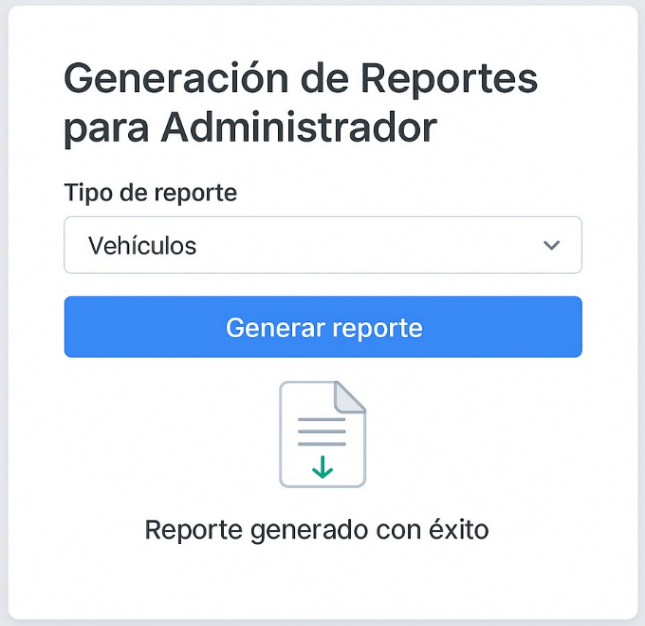 Generación de Reportes
para Administrador
Tipo de reporte
Vehículos
Generar reporte
Reporte generado con éxito